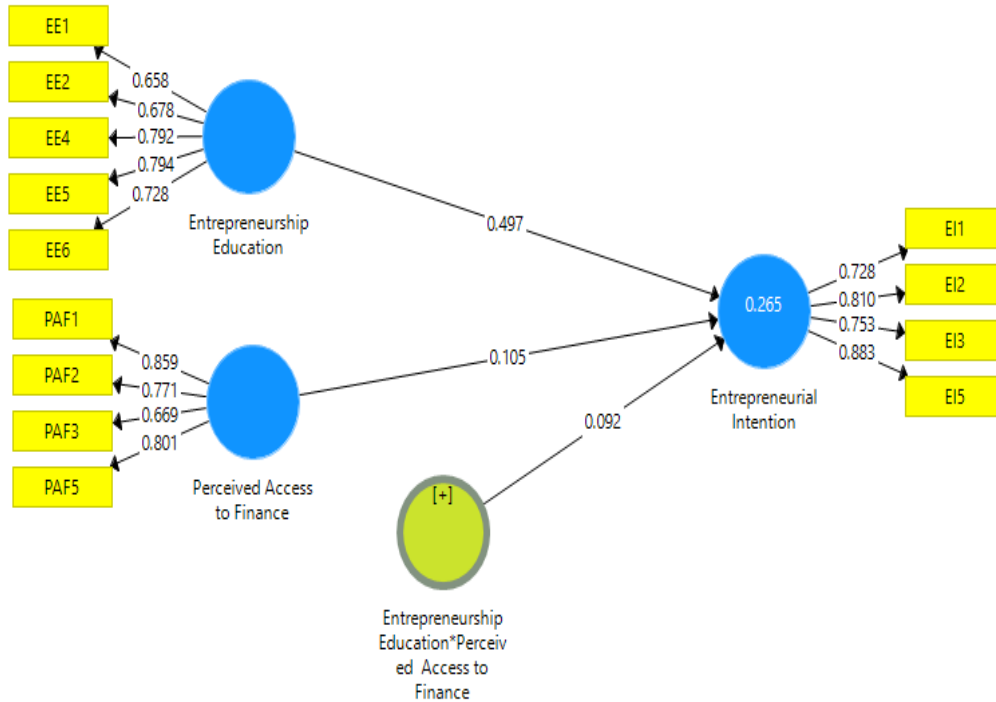 EE1
EE2
EE4
EE5
EE6
0.658
0.678
0.792
0.794
0.728
Entrepreneurship
Education
0.497
PAF1
PAF2
PAF3
PAF5
0.859
0.771
0.669
0.801
Perceived Access
to Finance
0.105
0.092
[+]
Entrepreneurship
Education*Perceiv
ed Access to
Finance
0.265
Entrepreneurial
Intention
0.728
0.810
0.753
0.883
EI1
EI2
EI3
EI5